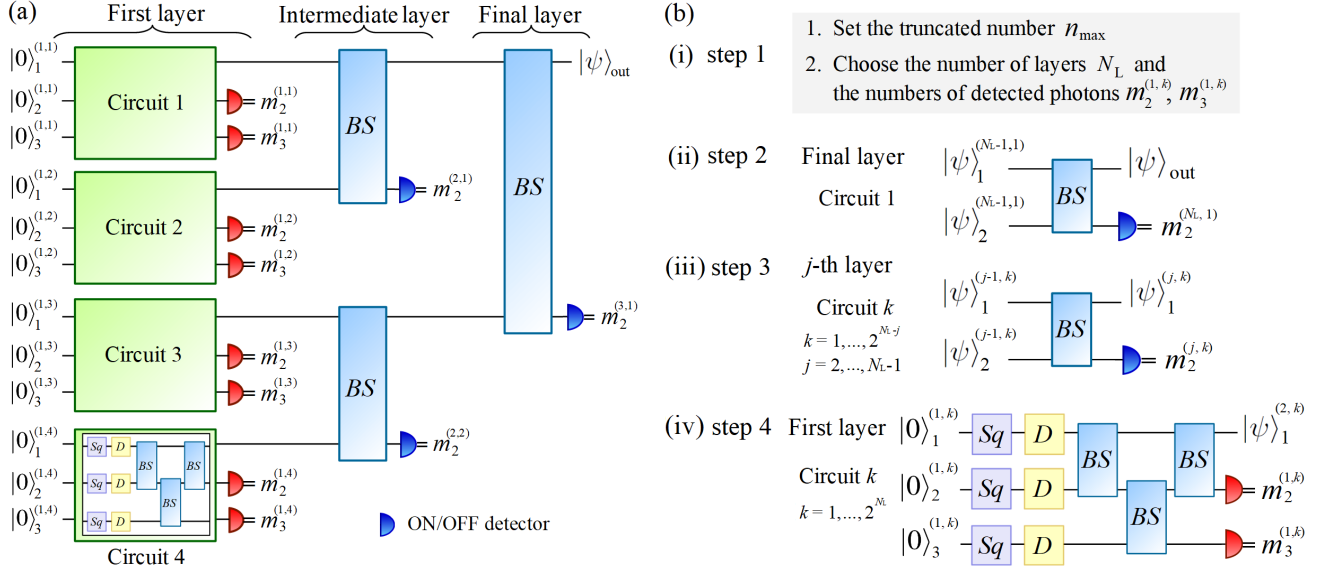 (a)
First layer
Intermediate layer
Final layer
|0⟩₁^(1,1)
|0⟩₂^(1,1)
|0⟩₃^(1,1)
Circuit 1
m₂^(1,1)
m₃^(1,1)
BS
BS
|ψ⟩out
|0⟩₁^(1,2)
|0⟩₂^(1,2)
|0⟩₃^(1,2)
Circuit 2
m₂^(1,2)
m₃^(1,2)
m₂^(2,1)
|0⟩₁^(1,3)
|0⟩₂^(1,3)
|0⟩₃^(1,3)
Circuit 3
m₂^(1,3)
m₃^(1,3)
BS
m₂^(3,1)
|0⟩₁^(1,4)
|0⟩₂^(1,4)
|0⟩₃^(1,4)
Sq D BS BS
Sq D BS
Sq D
m₂^(1,4)
m₃^(1,4)
m₂^(2,2)
Circuit 4
ON/OFF detector
(b)
(i) step 1
1. Set the truncated number n_max
2. Choose the number of layers N_L and
the numbers of detected photons m₂^(1,k), m₃^(1,k)
(ii) step 2
Final layer
Circuit 1
|ψ⟩₁^(N_L-1,1)
|ψ⟩₂^(N_L-1,1)
BS
|ψ⟩out
m₂^(N_L,1)
(iii) step 3
j-th layer
Circuit k
k = 1,...,2^(N_L-j)
j = 2,...,N_L-1
|ψ⟩₁^(j-1,k)
|ψ⟩₂^(j-1,k)
BS
|ψ⟩₁^(j,k)
m₂^(j,k)
(iv) step 4
First layer
Circuit k
k = 1,...,2^(N_L)
|0⟩₁^(1,k) Sq D BS BS |ψ⟩₁^(2,k)
|0⟩₂^(1,k) Sq D BS = m₂^(1,k)
|0⟩₃^(1,k) Sq D = m₃^(1,k)